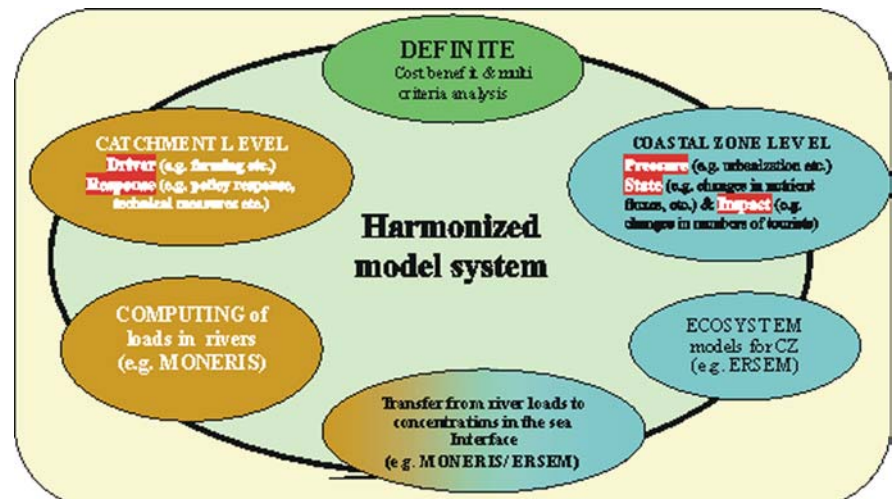 DEFINITE
Cost benefit & multi
criteria analysis
CATCHMENT LEVEL
Driver (e.g. farming etc.)
Response (e.g. policy response,
technical measures etc.)
COASTAL ZONE LEVEL
Pressure (e.g. urbanization etc.)
State (e.g. changes in nutrient
fluxes, etc.) & Impact (e.g.
changes in numbers of tourists)
Harmonized
model system
COMPUTING of
loads in rivers
(e.g. MONERIS)
ECOSYSTEM
models for CZ
(e.g. ERSEM)
Transfer from river loads to
concentrations in the sea
Interface
(e.g. MONERIS/ERSEM)